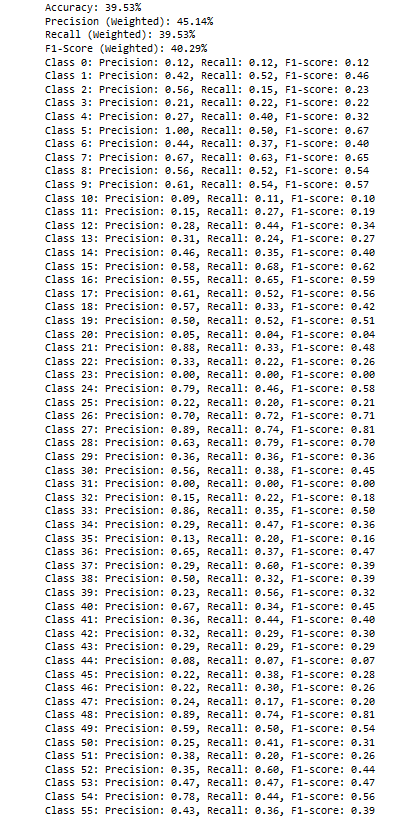 Accuracy: 39.53%
Precision (Weighted): 45.14%
Recall (Weighted): 39.53%
F1-Score (Weighted): 40.29%
Class 0: Precision: 0.12, Recall: 0.12, F1-score: 0.12
Class 1: Precision: 0.42, Recall: 0.52, F1-score: 0.46
Class 2: Precision: 0.56, Recall: 0.15, F1-score: 0.23
Class 3: Precision: 0.21, Recall: 0.22, F1-score: 0.22
Class 4: Precision: 0.27, Recall: 0.40, F1-score: 0.32
Class 5: Precision: 1.00, Recall: 0.50, F1-score: 0.67
Class 6: Precision: 0.44, Recall: 0.37, F1-score: 0.40
Class 7: Precision: 0.67, Recall: 0.63, F1-score: 0.65
Class 8: Precision: 0.56, Recall: 0.52, F1-score: 0.54
Class 9: Precision: 0.61, Recall: 0.54, F1-score: 0.57
Class 10: Precision: 0.09, Recall: 0.11, F1-score: 0.10
Class 11: Precision: 0.15, Recall: 0.27, F1-score: 0.19
Class 12: Precision: 0.28, Recall: 0.44, F1-score: 0.34
Class 13: Precision: 0.31, Recall: 0.24, F1-score: 0.27
Class 14: Precision: 0.46, Recall: 0.35, F1-score: 0.40
Class 15: Precision: 0.58, Recall: 0.68, F1-score: 0.62
Class 16: Precision: 0.55, Recall: 0.65, F1-score: 0.59
Class 17: Precision: 0.61, Recall: 0.52, F1-score: 0.56
Class 18: Precision: 0.57, Recall: 0.33, F1-score: 0.42
Class 19: Precision: 0.50, Recall: 0.52, F1-score: 0.51
Class 20: Precision: 0.05, Recall: 0.04, F1-score: 0.04
Class 21: Precision: 0.88, Recall: 0.33, F1-score: 0.48
Class 22: Precision: 0.33, Recall: 0.22, F1-score: 0.26
Class 23: Precision: 0.00, Recall: 0.00, F1-score: 0.00
Class 24: Precision: 0.79, Recall: 0.46, F1-score: 0.58
Class 25: Precision: 0.22, Recall: 0.20, F1-score: 0.21
Class 26: Precision: 0.70, Recall: 0.72, F1-score: 0.71
Class 27: Precision: 0.89, Recall: 0.74, F1-score: 0.81
Class 28: Precision: 0.63, Recall: 0.79, F1-score: 0.70
Class 29: Precision: 0.36, Recall: 0.36, F1-score: 0.36
Class 30: Precision: 0.56, Recall: 0.38, F1-score: 0.45
Class 31: Precision: 0.00, Recall: 0.00, F1-score: 0.00
Class 32: Precision: 0.15, Recall: 0.22, F1-score: 0.18
Class 33: Precision: 0.86, Recall: 0.35, F1-score: 0.50
Class 34: Precision: 0.29, Recall: 0.47, F1-score: 0.36
Class 35: Precision: 0.13, Recall: 0.20, F1-score: 0.16
Class 36: Precision: 0.65, Recall: 0.37, F1-score: 0.47
Class 37: Precision: 0.29, Recall: 0.60, F1-score: 0.39
Class 38: Precision: 0.50, Recall: 0.32, F1-score: 0.39
Class 39: Precision: 0.23, Recall: 0.56, F1-score: 0.32
Class 40: Precision: 0.67, Recall: 0.34, F1-score: 0.45
Class 41: Precision: 0.36, Recall: 0.44, F1-score: 0.40
Class 42: Precision: 0.32, Recall: 0.29, F1-score: 0.30
Class 43: Precision: 0.29, Recall: 0.29, F1-score: 0.29
Class 44: Precision: 0.08, Recall: 0.07, F1-score: 0.07
Class 45: Precision: 0.22, Recall: 0.38, F1-score: 0.28
Class 46: Precision: 0.22, Recall: 0.30, F1-score: 0.26
Class 47: Precision: 0.24, Recall: 0.17, F1-score: 0.20
Class 48: Precision: 0.89, Recall: 0.74, F1-score: 0.81
Class 49: Precision: 0.59, Recall: 0.50, F1-score: 0.54
Class 50: Precision: 0.25, Recall: 0.41, F1-score: 0.31
Class 51: Precision: 0.38, Recall: 0.20, F1-score: 0.26
Class 52: Precision: 0.35, Recall: 0.60, F1-score: 0.44
Class 53: Precision: 0.47, Recall: 0.47, F1-score: 0.47
Class 54: Precision: 0.78, Recall: 0.44, F1-score: 0.56
Class 55: Precision: 0.43, Recall: 0.36, F1-score: 0.39